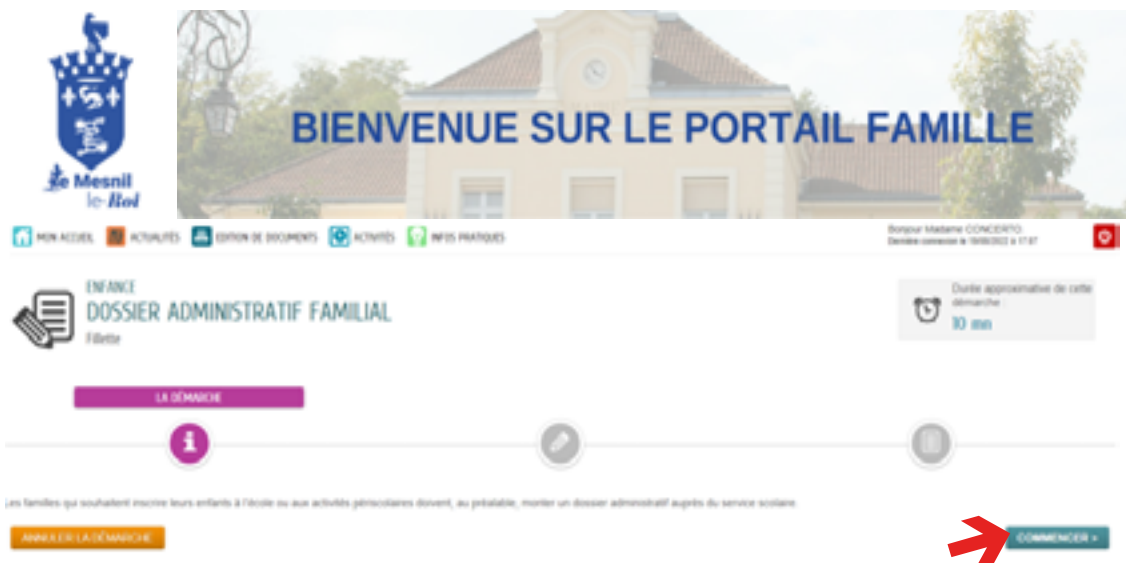 le Mesnil
le-Roi
BIENVENUE SUR LE PORTAIL FAMILLE
MON ACCUEIL ACTUALITÉS EDITION DE DOCUMENTS ACTIVITÉS INFOS PRATIQUES
Bonjour Madame CONCERTO.
Dernière connexion le
ENFANCE
DOSSIER ADMINISTRATIF FAMILIAL
Fillette
Durée approximative de cette
démarche
10 mn
LA DÉMARCHE
Les familles qui souhaitent inscrire leurs enfants à l'école ou aux activités périscolaires doivent, au préalable, monter un dossier administratif auprès du service scolaire.
ANNULER LA DÉMARCHE
COMMENCER »